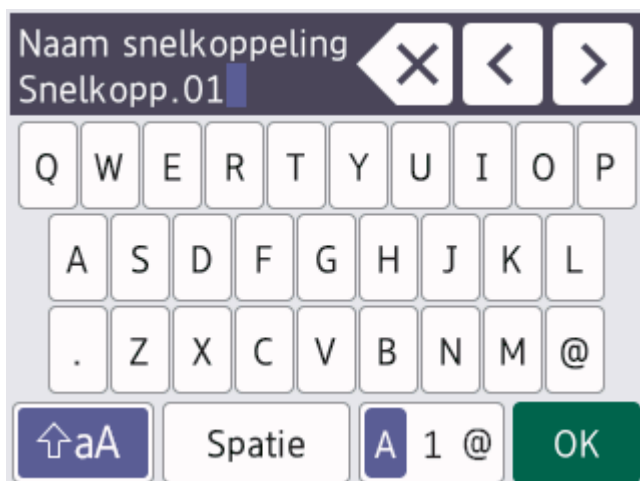 Naam snelkoppeling
Snelkopp.01
Q W E R T Y U I O P
A S D F G H J K L
. Z X C V B N M @
aA Spatie A 1 @ OK